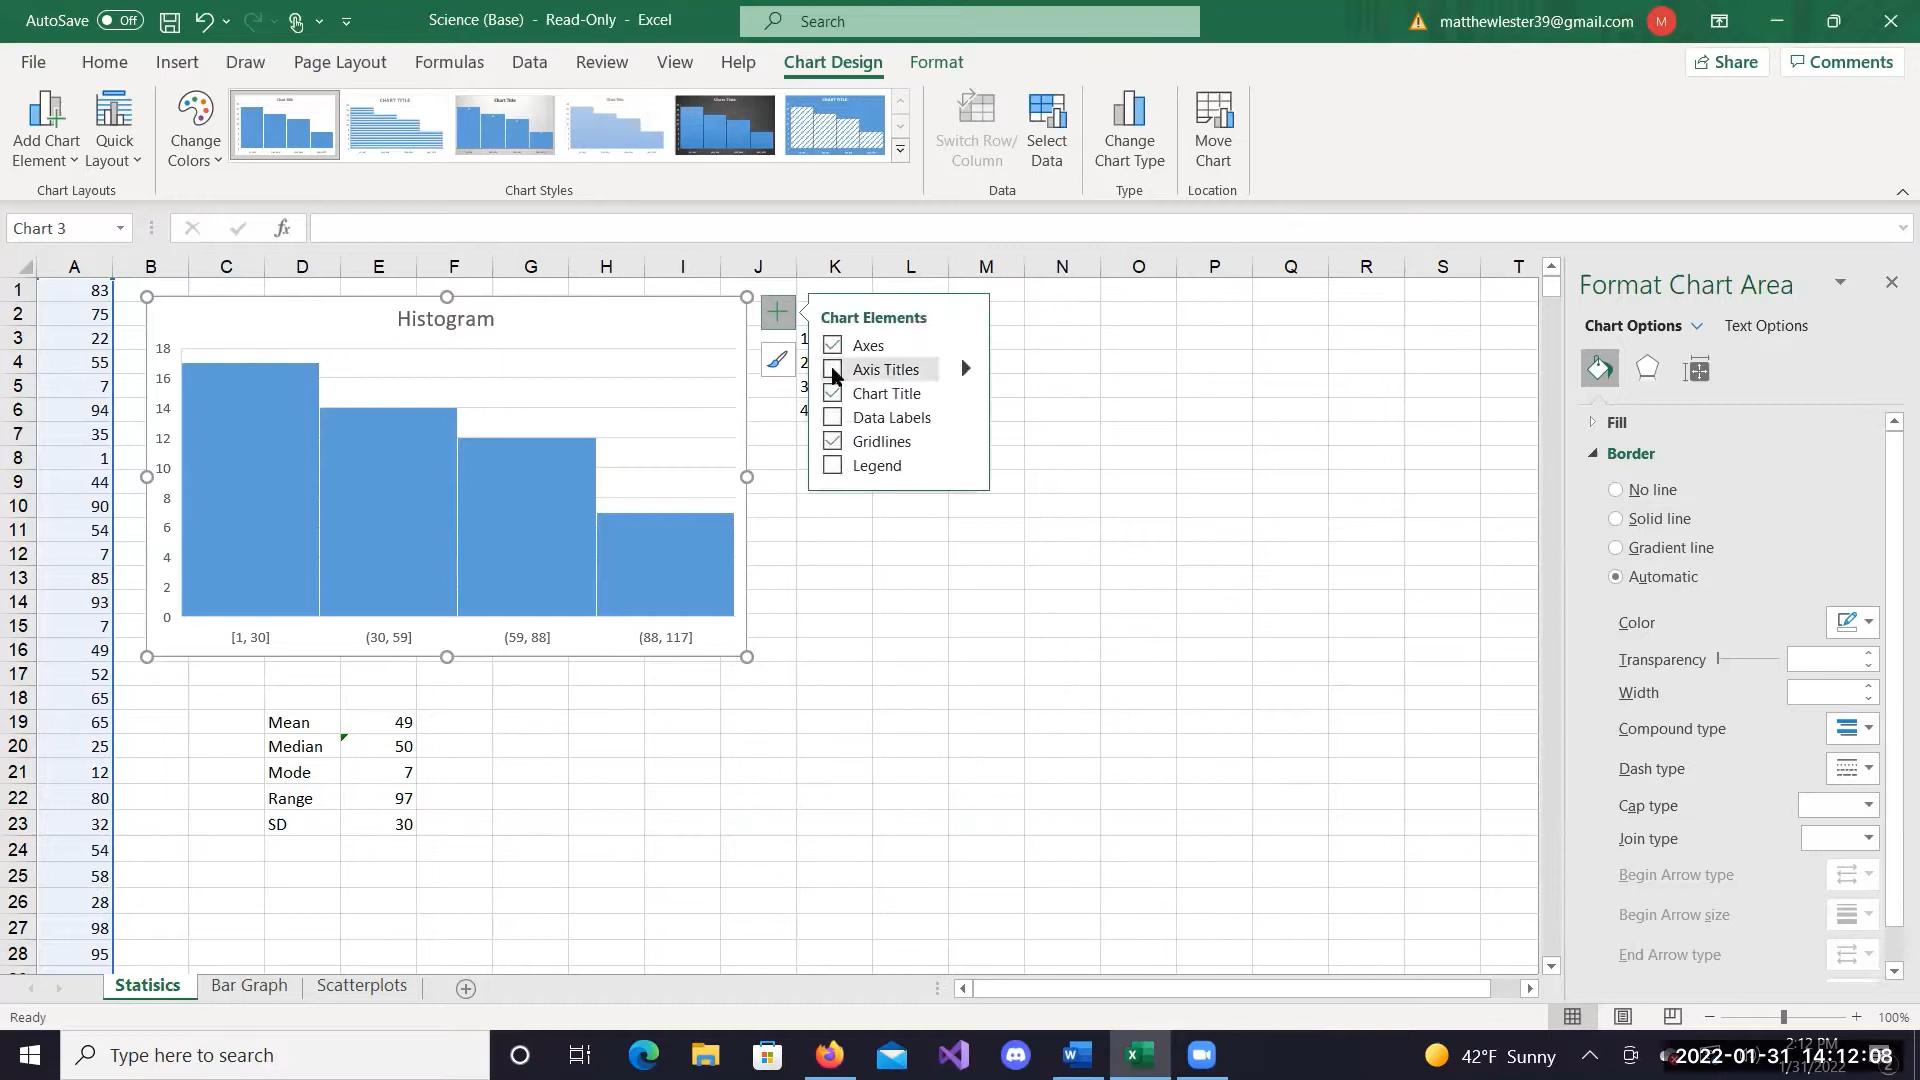 AutoSave Off Science (Base) - Read-Only - Excel Search matthewlester39@gmail.com M
File Home Insert Draw Page Layout Formulas Data Review View Help Chart Design Format Share Comments
Add Chart Element Quick Layout Change Colors Switch Row/ Column Select Data Change Chart Type Move Chart
Chart Layouts Chart Styles Data Type Location
Chart 3 fx
A B C D E F G H I J K L M N O P Q R S T
1 83
2 75
3 22
4 55
5 7
6 94
7 35
8 1
9 44
10 90
11 54
12 7
13 85
14 93
15 7
16 49
17 52
18 65
19 65
20 25
21 12
22 80
23 32
24 54
25 58
26 28
27 98
28 95
Histogram
18
16
14
12
10
8
6
4
2
0
[1, 30] (30, 59] (59, 88] (88, 117]
1
2
3
4
Chart Elements
Axes
Axis Titles
Chart Title
Data Labels
Gridlines
Legend
Mean 49
Median 50
Mode 7
Range 97
SD 30
Format Chart Area
Chart Options Text Options
Fill
Border
No line
Solid line
Gradient line
Automatic
Color
Transparency
Width
Compound type
Dash type
Cap type
Join type
Begin Arrow type
Begin Arrow size
End Arrow type
Statisics Bar Graph Scatterplots
Ready 100%
Type here to search 42°F Sunny 2:12 PM
1/31/2022
2022-01-31 14:12:08